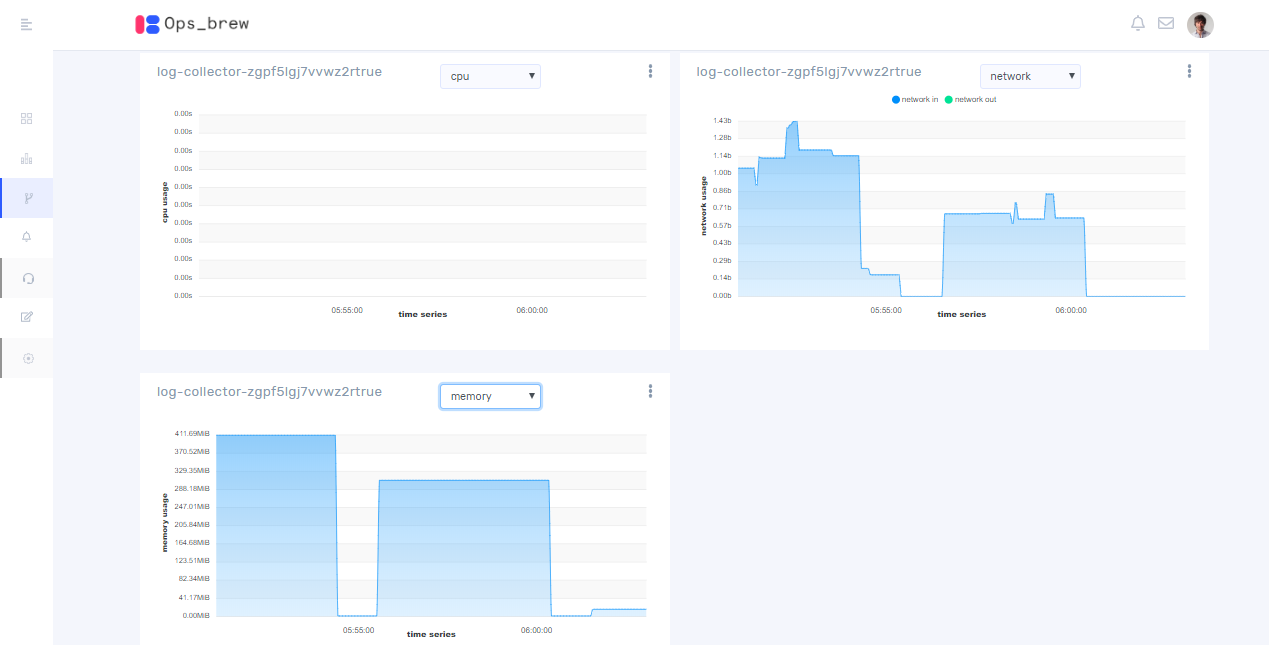 Ops_brew
log-collector-zgpf5lgj7vvwz2rtrue
cpu
0.00s
0.00s
0.00s
0.00s
0.00s
0.00s
0.00s
0.00s
0.00s
0.00s
0.00s
cpu usage
05:55:00
06:00:00
time series
log-collector-zgpf5lgj7vvwz2rtrue
network
network in
network out
1.43b
1.28b
1.14b
1.00b
0.86b
0.71b
0.57b
0.43b
0.29b
0.14b
0.00b
network usage
05:55:00
06:00:00
time series
log-collector-zgpf5lgj7vvwz2rtrue
memory
411.69MiB
370.52MiB
329.35MiB
288.18MiB
247.01MiB
205.84MiB
164.68MiB
123.51MiB
82.34MiB
41.17MiB
0.00MiB
memory usage
05:55:00
06:00:00
time series